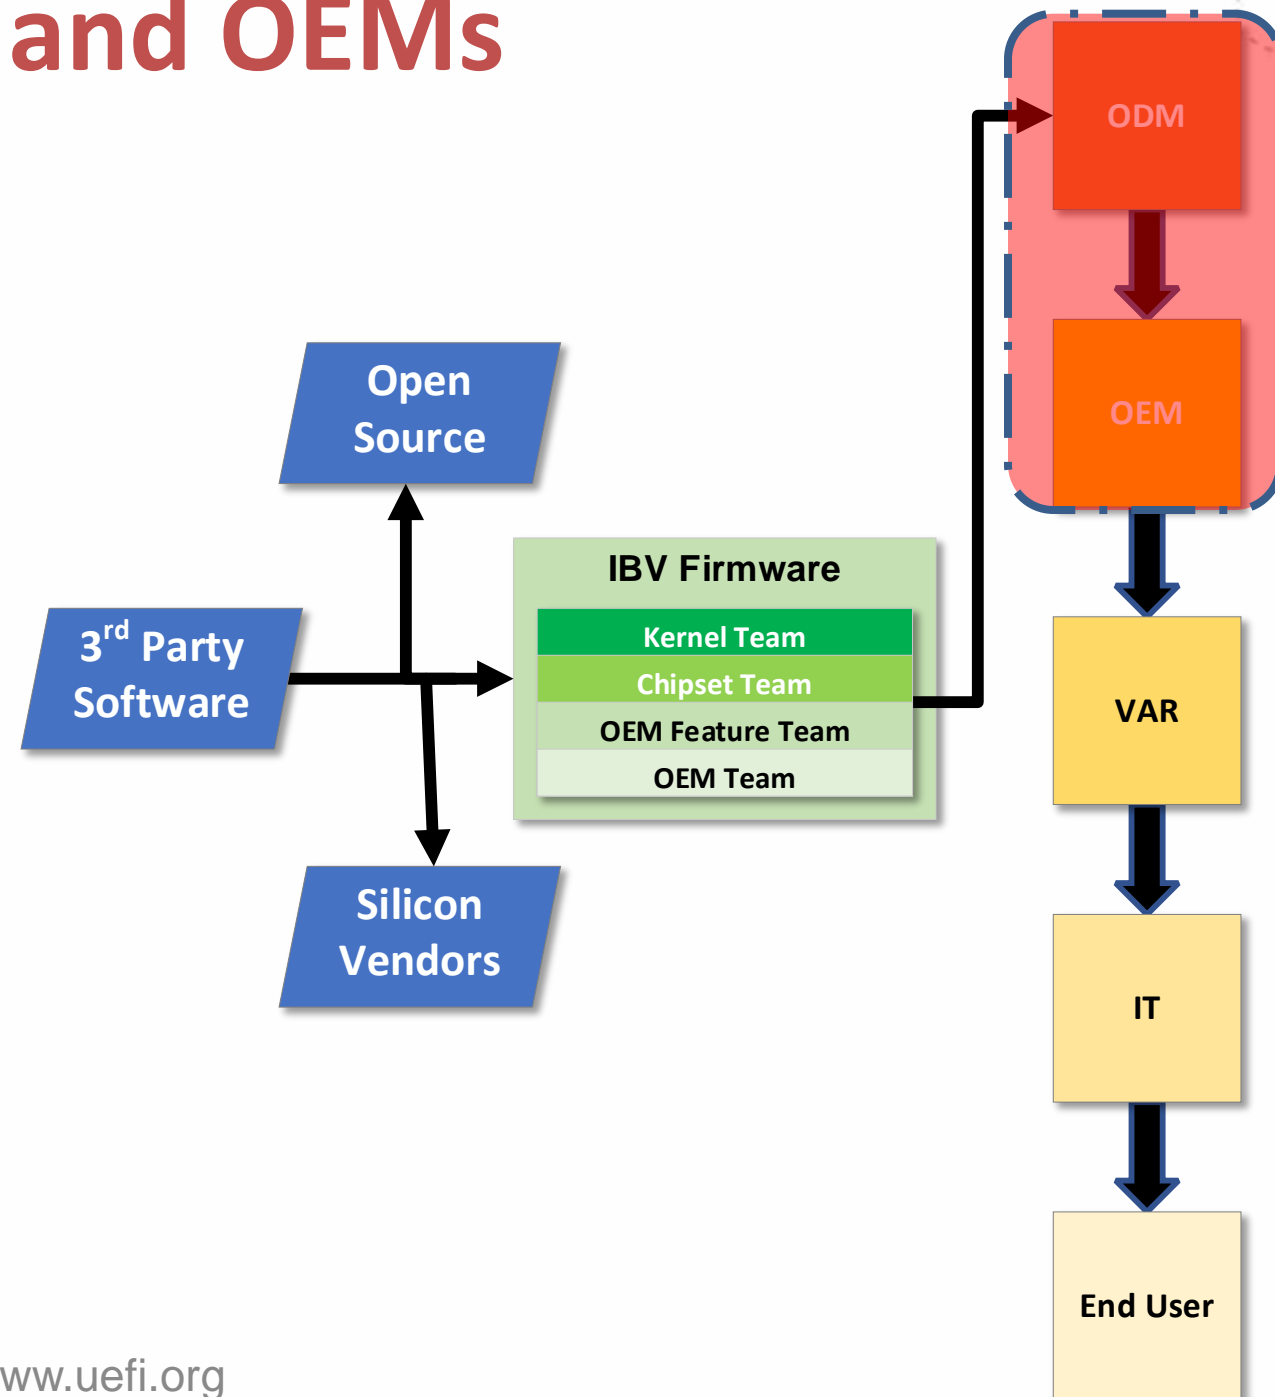 and OEMs
ODM
OEM
Open
Source
IBV Firmware
Kernel Team
Chipset Team
OEM Feature Team
OEM Team
3rd Party
Software
Silicon
Vendors
VAR
IT
End User
ww.uefi.org